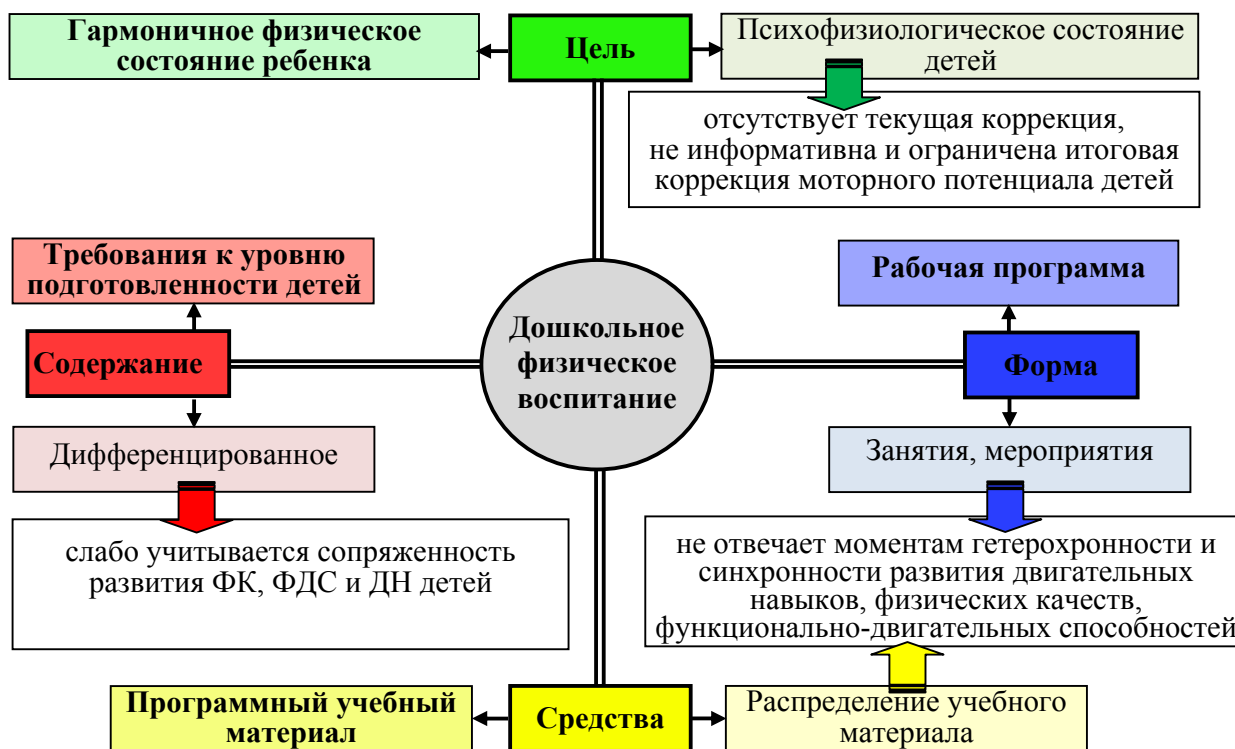 Гармоничное физическое
состояние ребенка
Цель
Психофизиологическое состояние
детей
отсутствует текущая коррекция,
не информативна и ограничена итоговая
коррекция моторного потенциала детей
Требования к уровню
подготовленности детей
Рабочая программа
Содержание
Дошкольное
физическое
воспитание
Форма
Дифференцированное
Занятия, мероприятия
слабо учитывается сопряженность
развития ФК, ФДС и ДН детей
не отвечает моментам гетерохронности и
синхронности развития двигательных
навыков, физических качеств,
функционально-двигательных способностей
Программный учебный
материал
Средства
Распределение учебного
материала